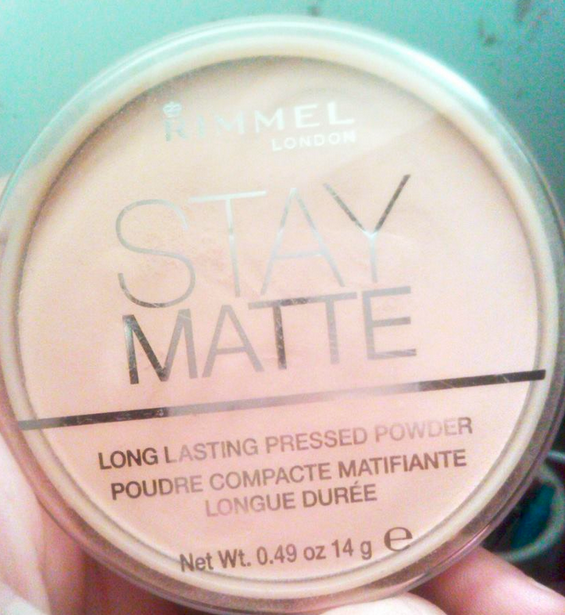 RIMMEL
LONDON
STAY
MATTE
LONG LASTING PRESSED POWDER
POUDRE COMPACTE MATIFIANTE
LONGUE DURÉE
Net Wt. 0.49 oz 14 g ℮